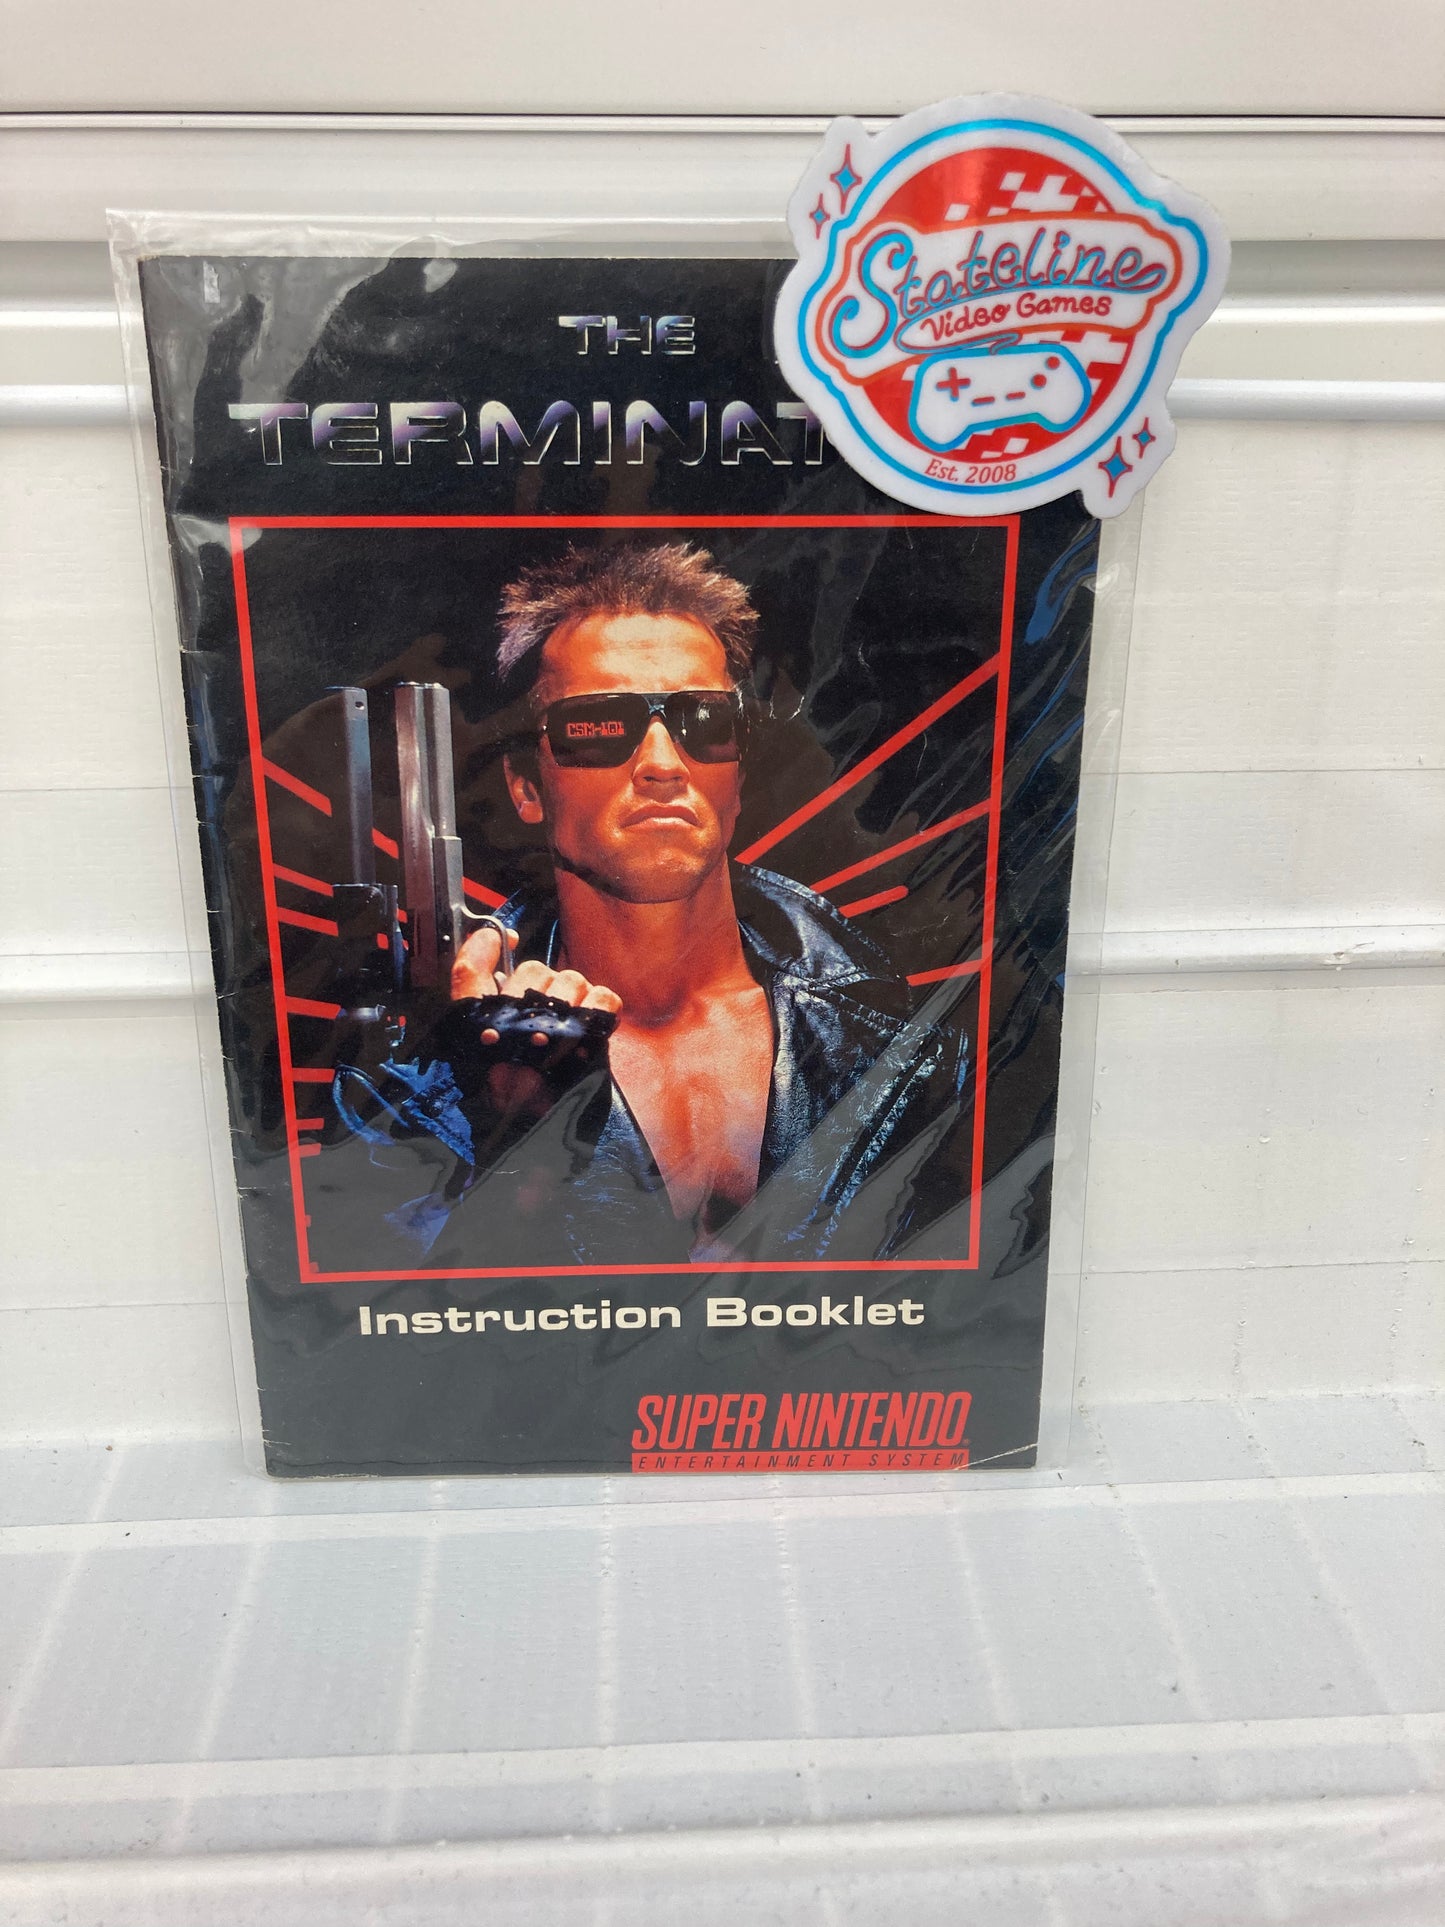 Stateline
Video Games
Est. 2008
THE
TERMINAT
CSM-101
Instruction Booklet
SUPER NINTENDO
ENTERTAINMENT SYSTEM